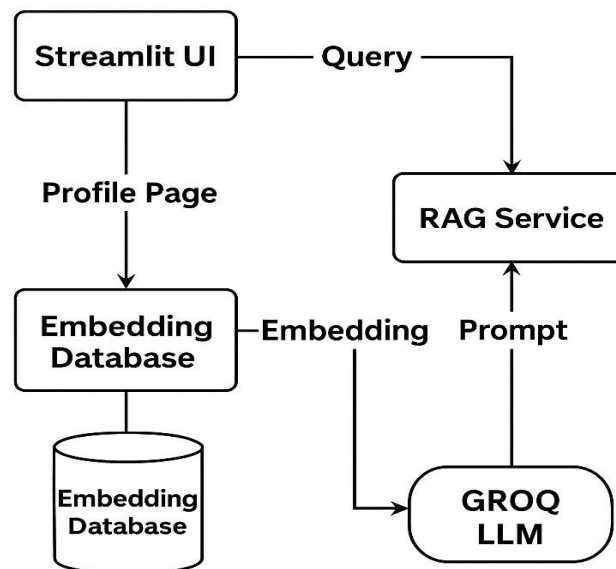 Streamlit UI
Query
Profile Page
RAG Service
Embedding
Database
Embedding
Prompt
Embedding
Database
GROQ
LLM